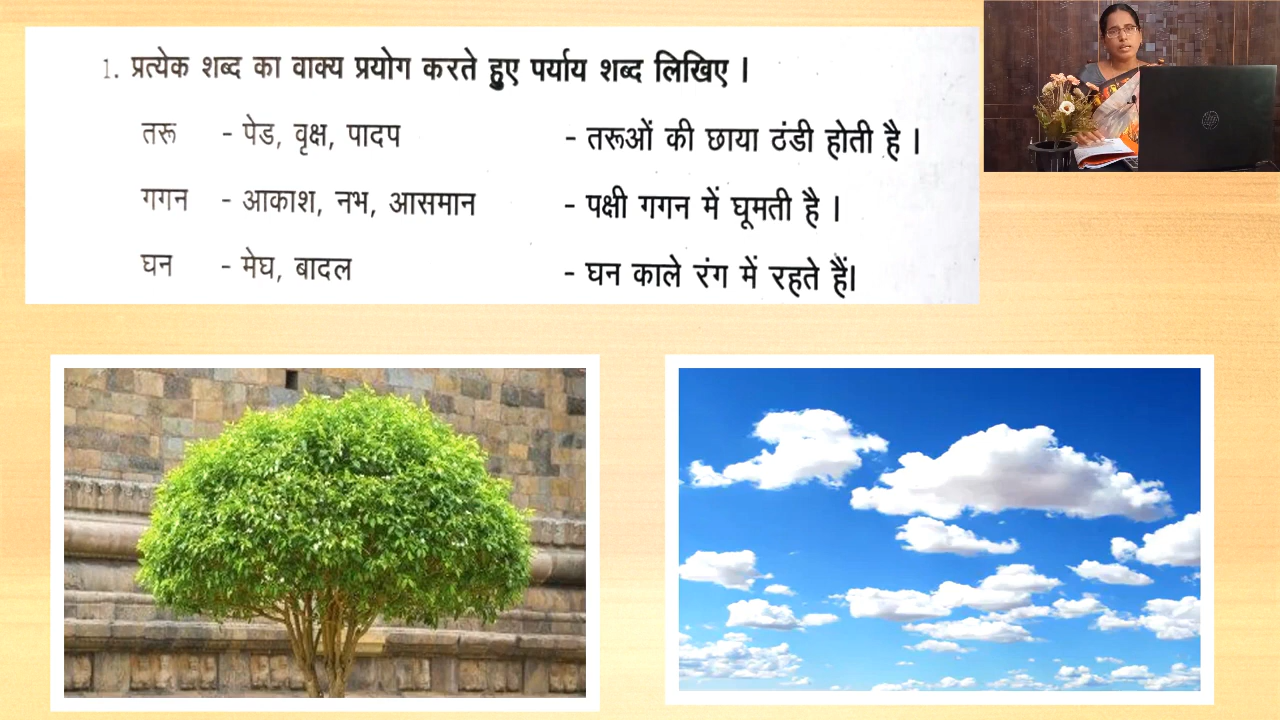 1. प्रत्येक शब्द का वाक्य प्रयोग करते हुए पर्याय शब्द लिखिए ।
तरू - पेड, वृक्ष, पादप - तरूओं की छाया ठंडी होती है ।
गगन - आकाश, नभ, आसमान - पक्षी गगन में घूमती है ।
घन - मेघ, बादल - घन काले रंग में रहते हैं।